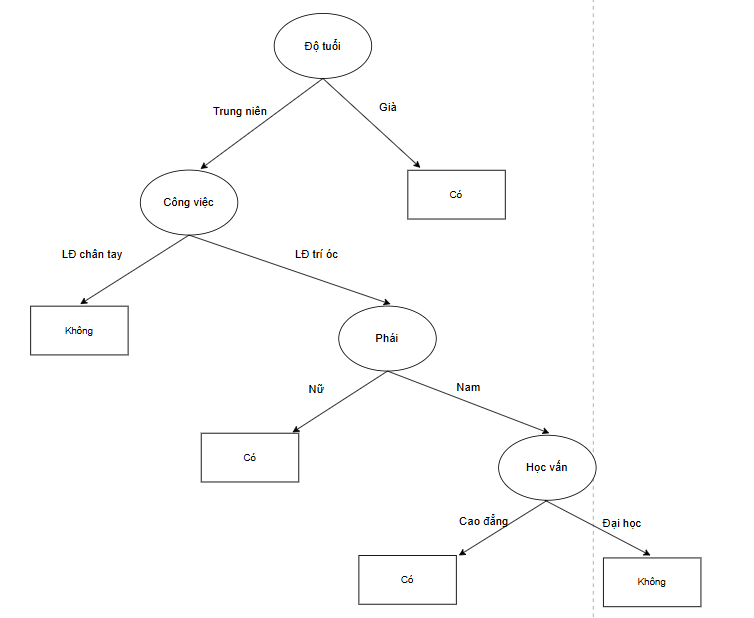 Độ tuổi
Trung niên
Già
Công việc
Có
LĐ chân tay
LĐ trí óc
Không
Phái
Nữ
Nam
Có
Học vấn
Cao đẳng
Đại học
Có
Không